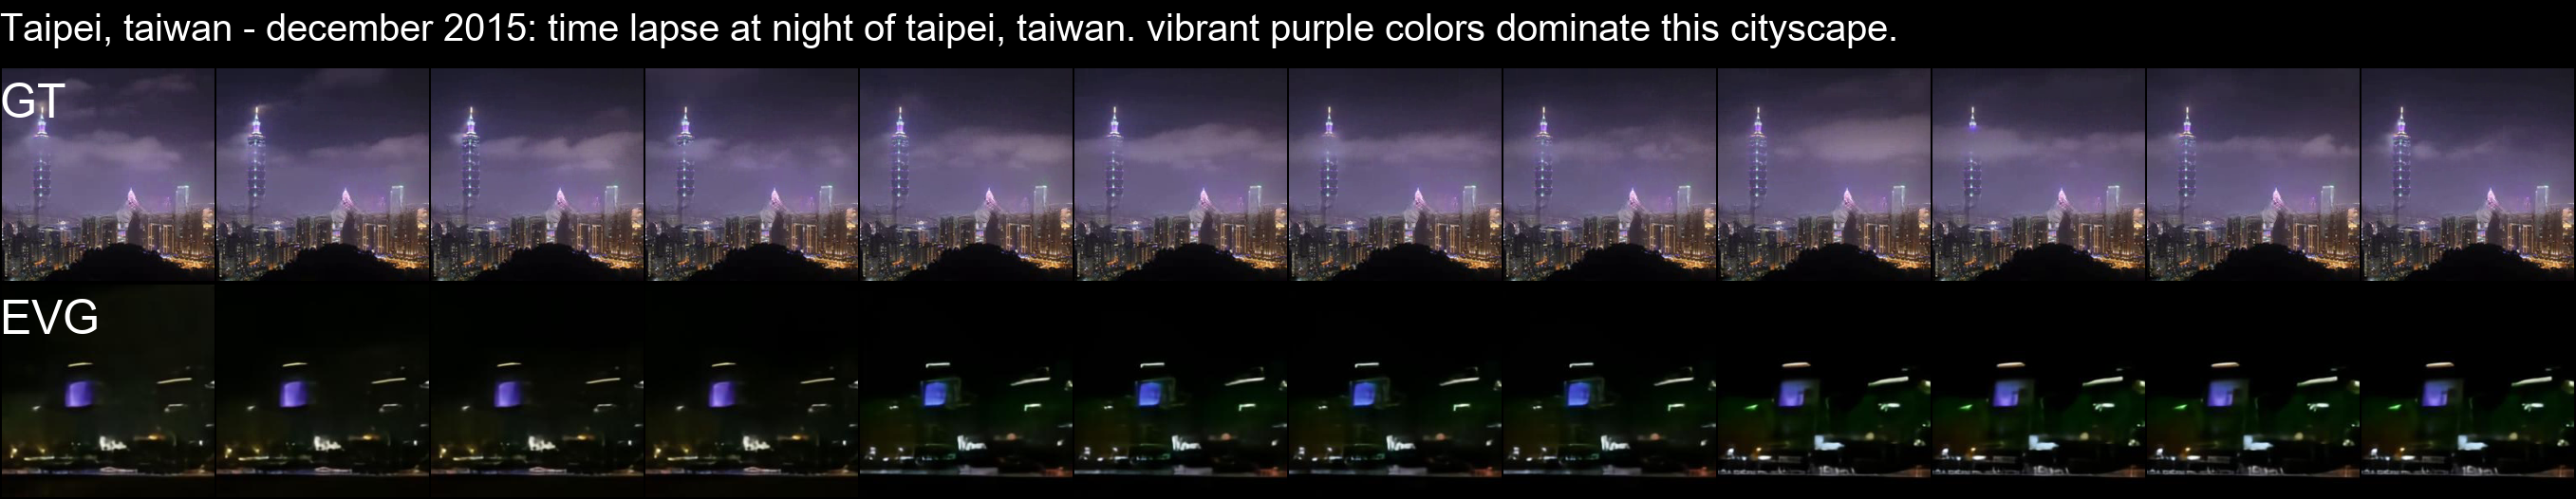 Taipei, taiwan - december 2015: time lapse at night of taipei, taiwan. vibrant purple colors dominate this cityscape.
GT
EVG